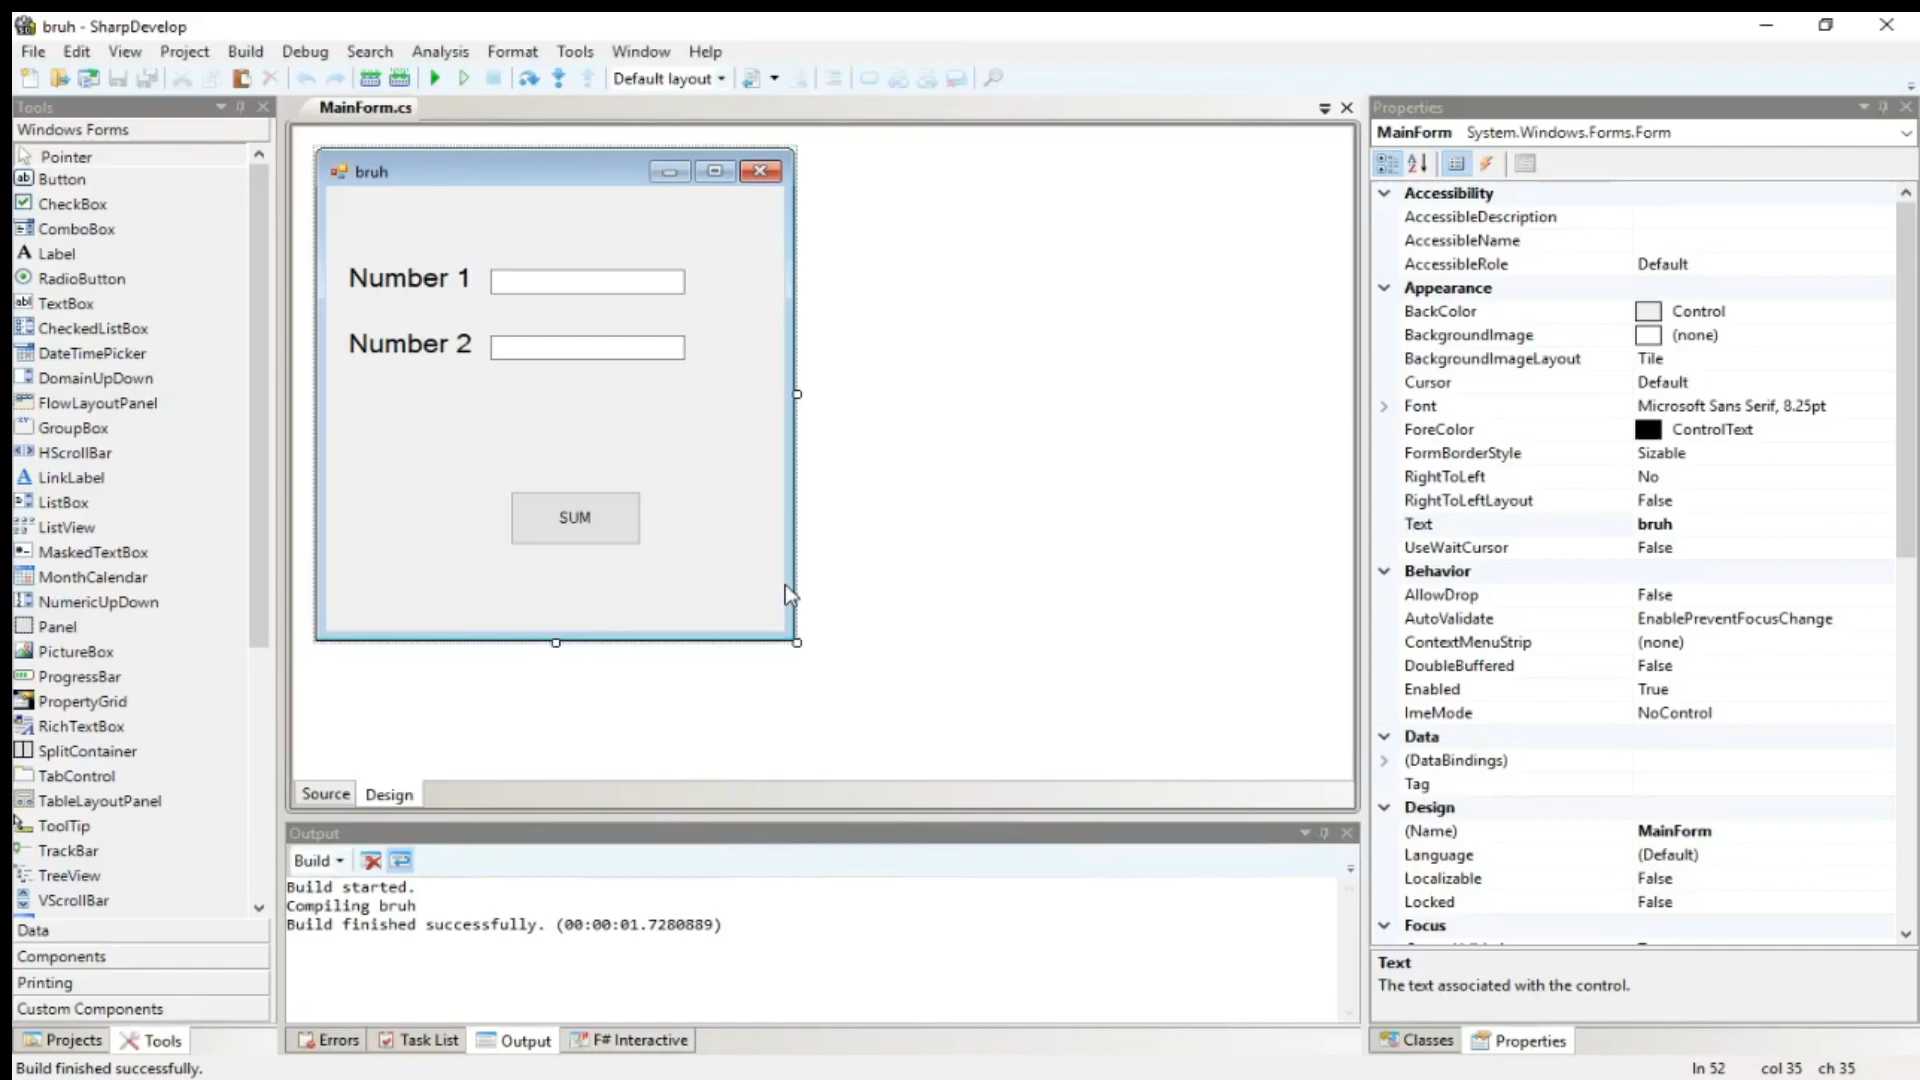 bruh - SharpDevelop
File Edit View Project Build Debug Search Analysis Format Tools Window Help
Default layout
Tools
Windows Forms
Pointer
Button
CheckBox
ComboBox
Label
RadioButton
TextBox
CheckedListBox
DateTimePicker
DomainUpDown
FlowLayoutPanel
GroupBox
HScrollBar
LinkLabel
ListBox
ListView
MaskedTextBox
MonthCalendar
NumericUpDown
Panel
PictureBox
ProgressBar
PropertyGrid
RichTextBox
SplitContainer
TabControl
TableLayoutPanel
ToolTip
TrackBar
TreeView
VScrollBar
Data
Components
Printing
Custom Components
Projects Tools
MainForm.cs
bruh
Number 1
Number 2
SUM
Source Design
Output
Build
Build started.
Compiling bruh
Build finished successfully. (00:00:01.7280889)
Errors Task List Output F# Interactive
Properties
MainForm System.Windows.Forms.Form
Accessibility
AccessibleDescription
AccessibleName
AccessibleRole Default
Appearance
BackColor Control
BackgroundImage (none)
BackgroundImageLayout Tile
Cursor Default
Font Microsoft Sans Serif, 8.25pt
ForeColor ControlText
FormBorderStyle Sizable
RightToLeft No
RightToLeftLayout False
Text bruh
UseWaitCursor False
Behavior
AllowDrop False
AutoValidate EnablePreventFocusChange
ContextMenuStrip (none)
DoubleBuffered False
Enabled True
ImeMode NoControl
Data
(DataBindings)
Tag
Design
(Name) MainForm
Language (Default)
Localizable False
Locked False
Focus
Text
The text associated with the control.
Classes Properties
Build finished successfully.
ln 52 col 35 ch 35